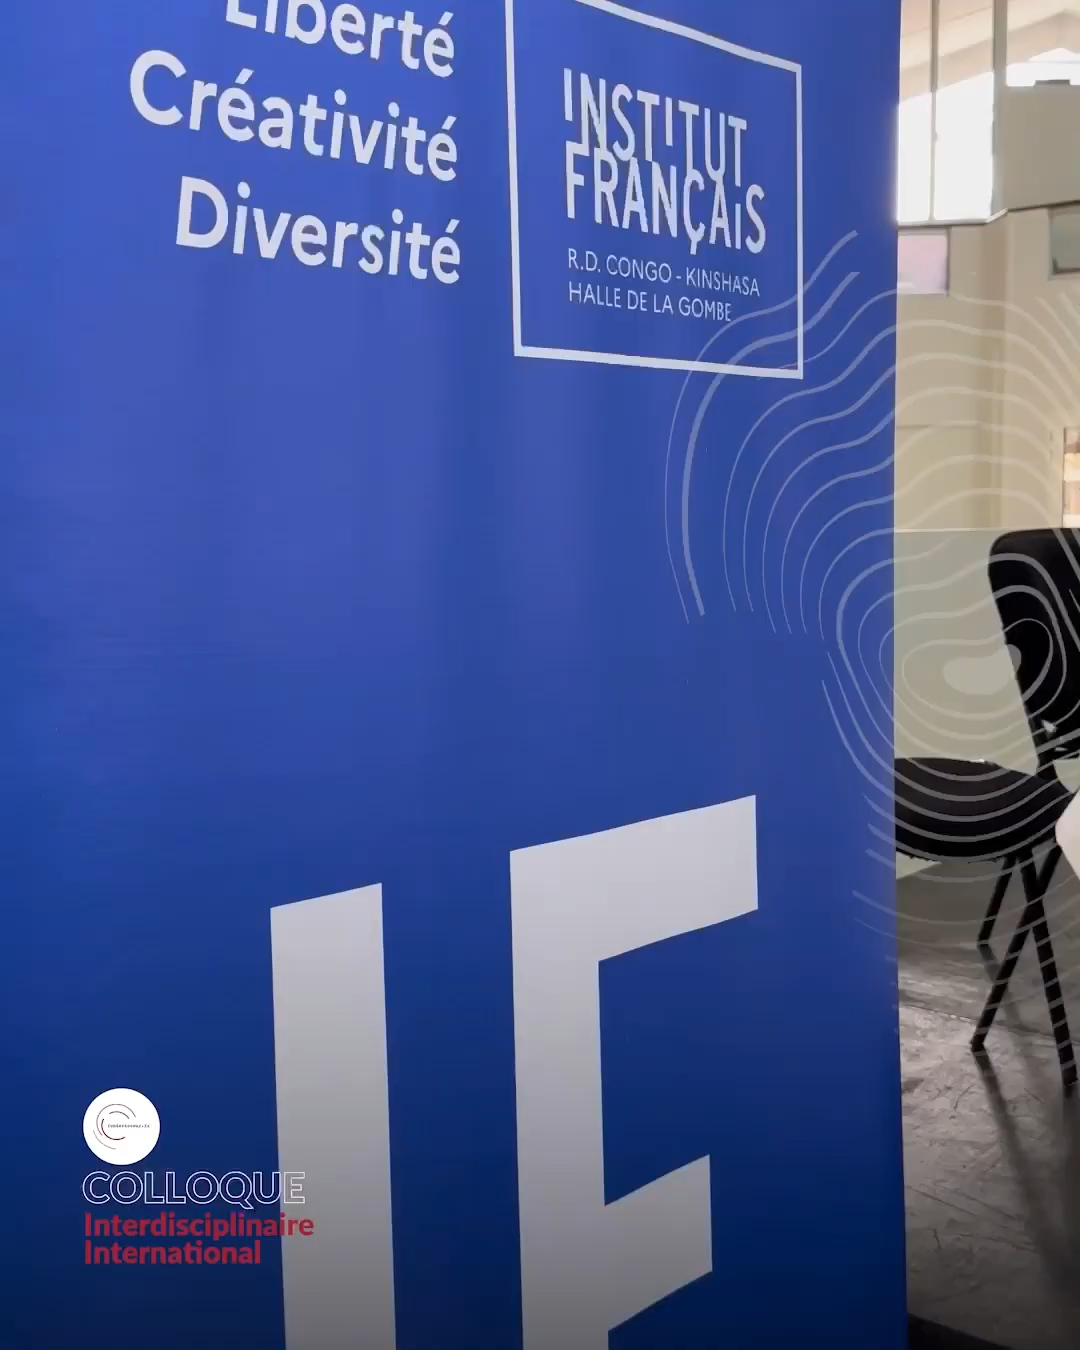 Liberté
Créativité
Diversité
INSTITUT
FRANÇAIS
R.D. CONGO - KINSHASA
HALLE DE LA GOMBE
IF
COLLOQUE
Interdisciplinaire
International